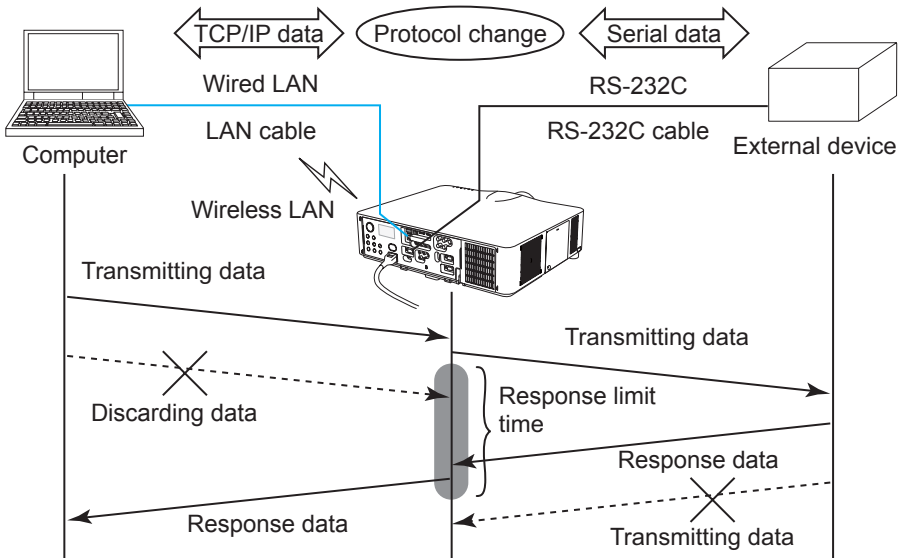 TCP/IP data
Protocol change
Serial data
Wired LAN
RS-232C
LAN cable
RS-232C cable
Computer
External device
Wireless LAN
Transmitting data
Transmitting data
Discarding data
Response limit
time
Response data
Response data
Transmitting data